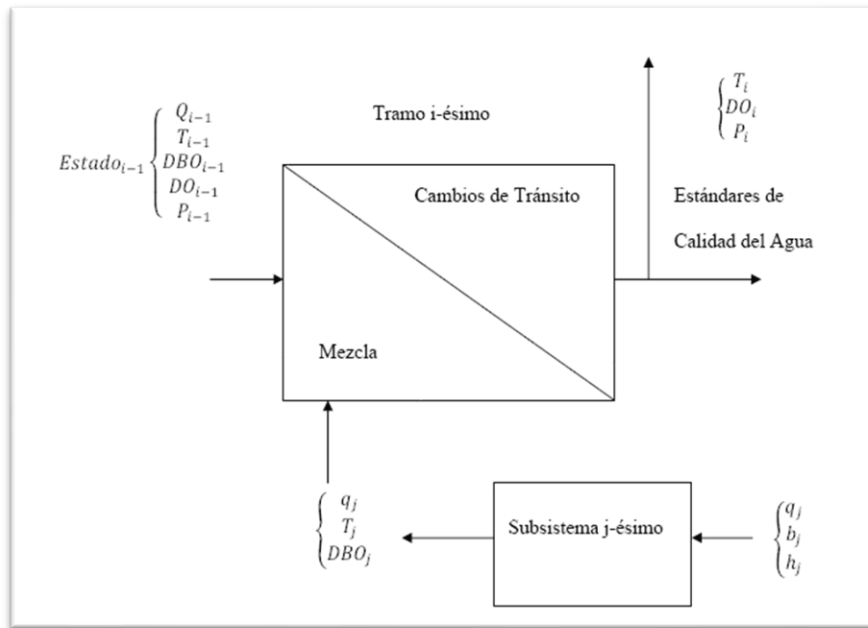 Q_{i-1}
T_{i-1}
Estado_{i-1} { DBO_{i-1}
DO_{i-1}
P_{i-1}
Tramo i-ésimo
T_i
DO_i
P_i
Cambios de Tránsito
Estándares de
Calidad del Agua
Mezcla
q_j
T_j
DBO_j
Subsistema j-ésimo
q_j
b_j
h_j